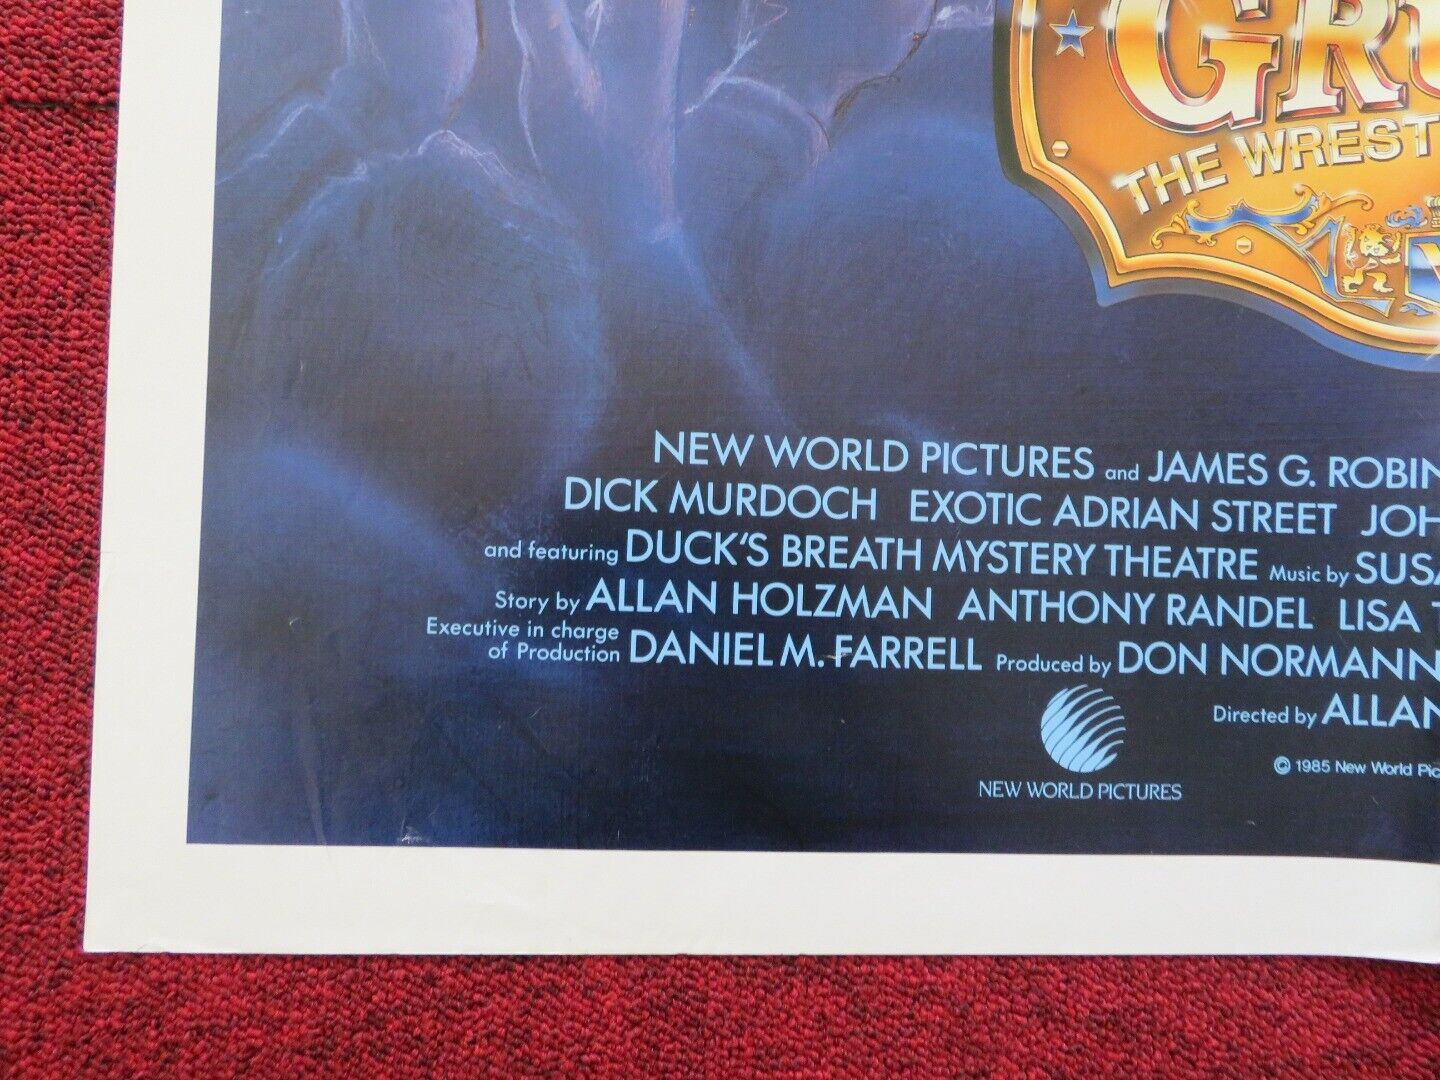 GRU
THE WREST
NEW WORLD PICTURES and JAMES G. ROBIN
DICK MURDOCH EXOTIC ADRIAN STREET JOH
and featuring DUCK'S BREATH MYSTERY THEATRE Music by SUSA
Story by ALLAN HOLZMAN ANTHONY RANDEL LISA T
Executive in charge
of Production DANIEL M. FARRELL Produced by DON NORMANN
Directed by ALLAN
NEW WORLD PICTURES
© 1985 New World Pic